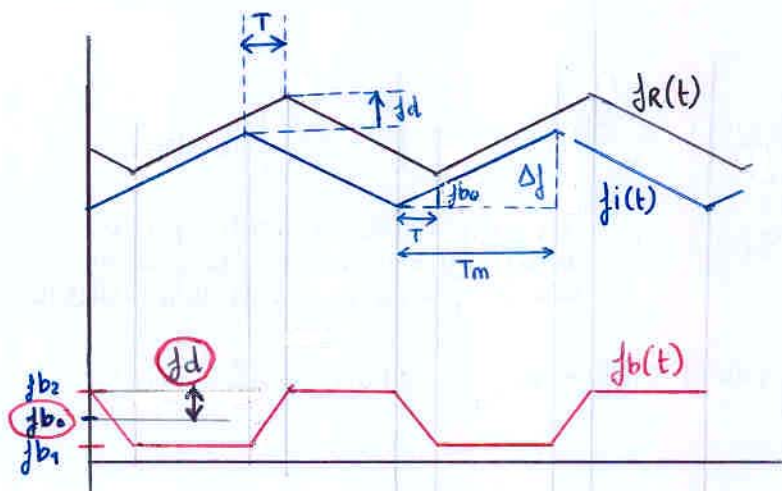 T
fd
fR(t)
fb₀
Δf
fi(t)
T
Tm
fd
fb(t)
fb₂
fb₀
fb₁